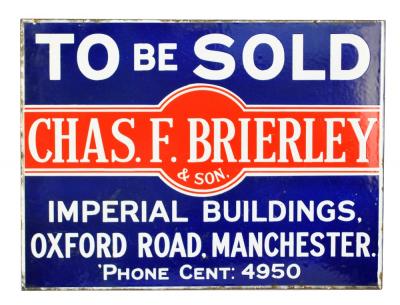 TO BE SOLD
CHAS. F. BRIERLEY
& SON,
IMPERIAL BUILDINGS,
OXFORD ROAD, MANCHESTER.
'PHONE CENT: 4950